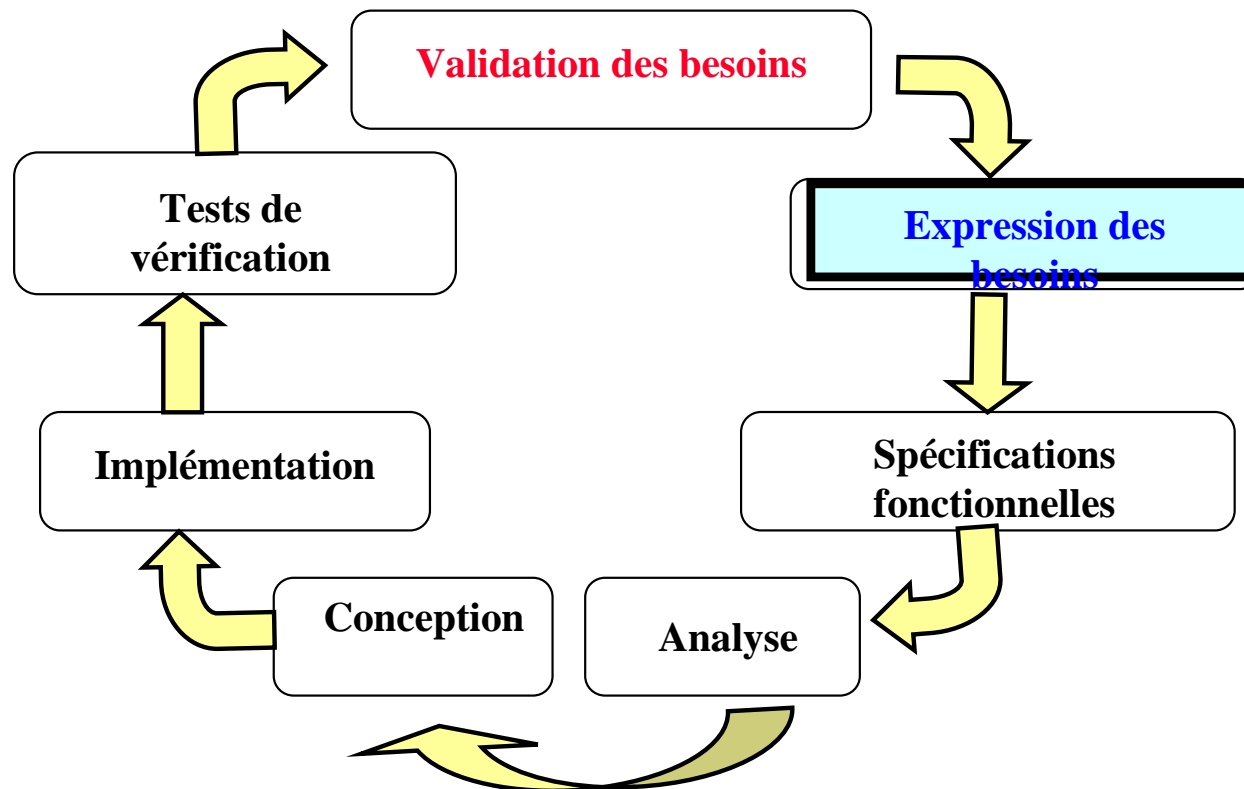 Validation des besoins
Expression des
besoins
Spécifications
fonctionnelles
Analyse
Conception
Implémentation
Tests de
vérification